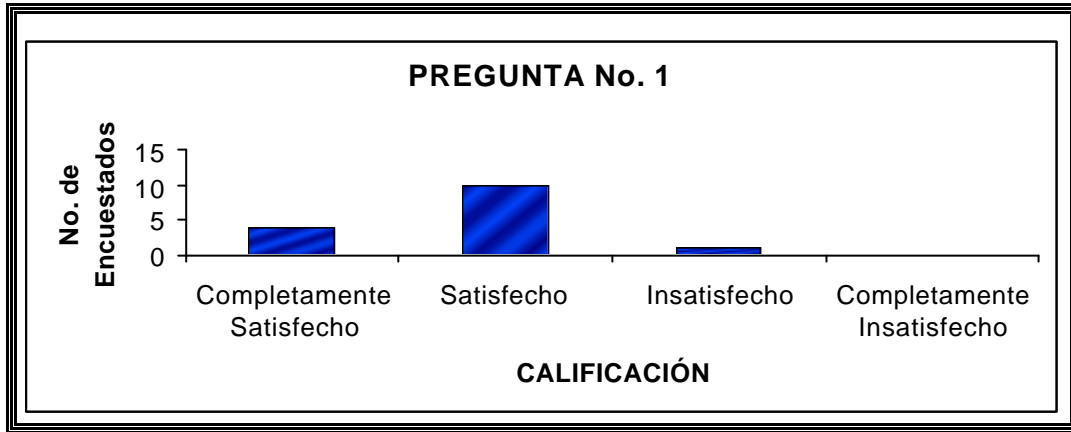 PREGUNTA No. 1
No. de
Encuestados
15
10
5
0
Completamente
Satisfecho
Satisfecho
Insatisfecho
Completamente
Insatisfecho
CALIFICACIÓN